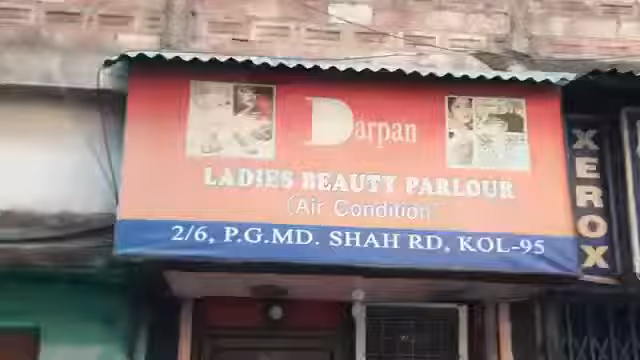 Darpan
LADIES BEAUTY PARLOUR
(Air Condition)
2/6, P.G.MD. SHAH RD, KOL-95
XEROX